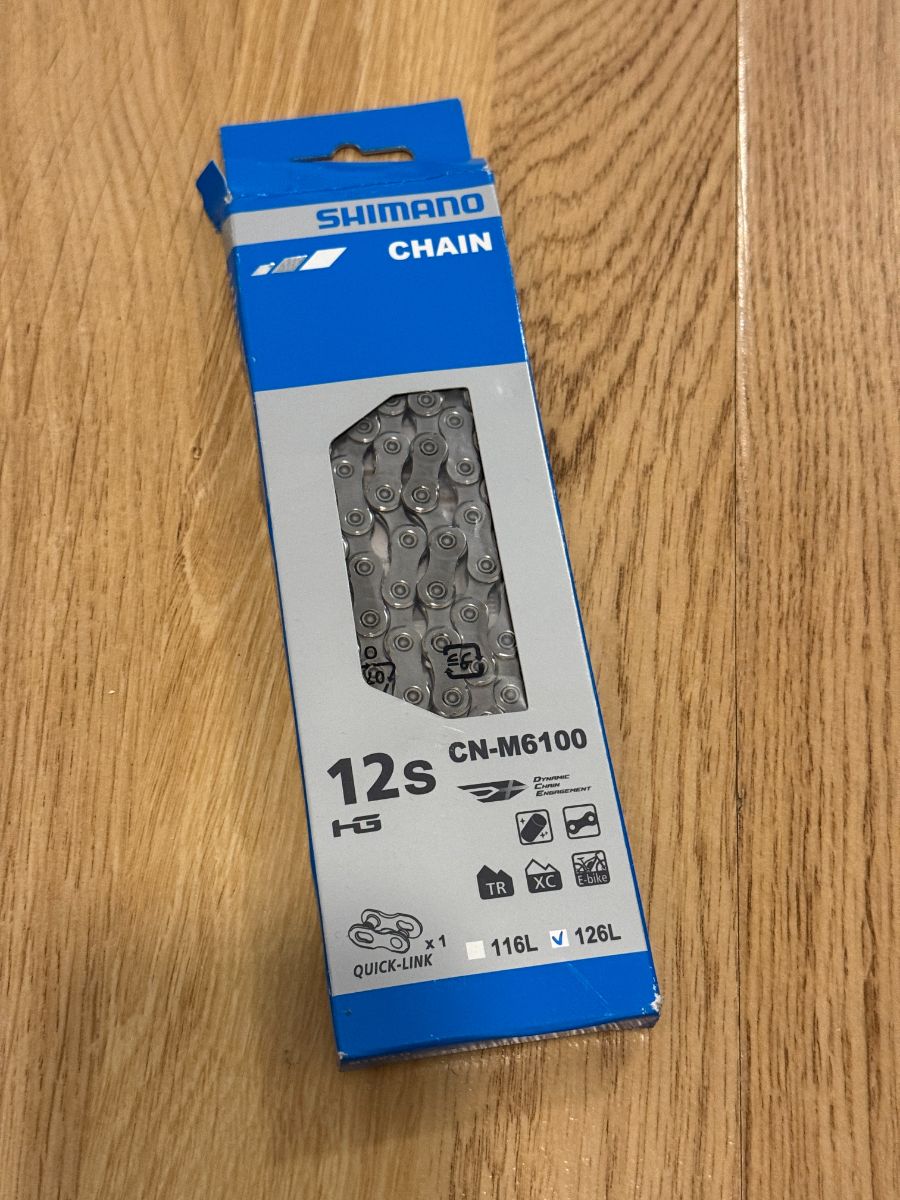 SHIMANO
CHAIN
CN-M6100
12s
HG
DYNAMIC
CHAIN
ENGAGEMENT
TR
XC
E-bike
x 1
QUICK-LINK
116L
126L